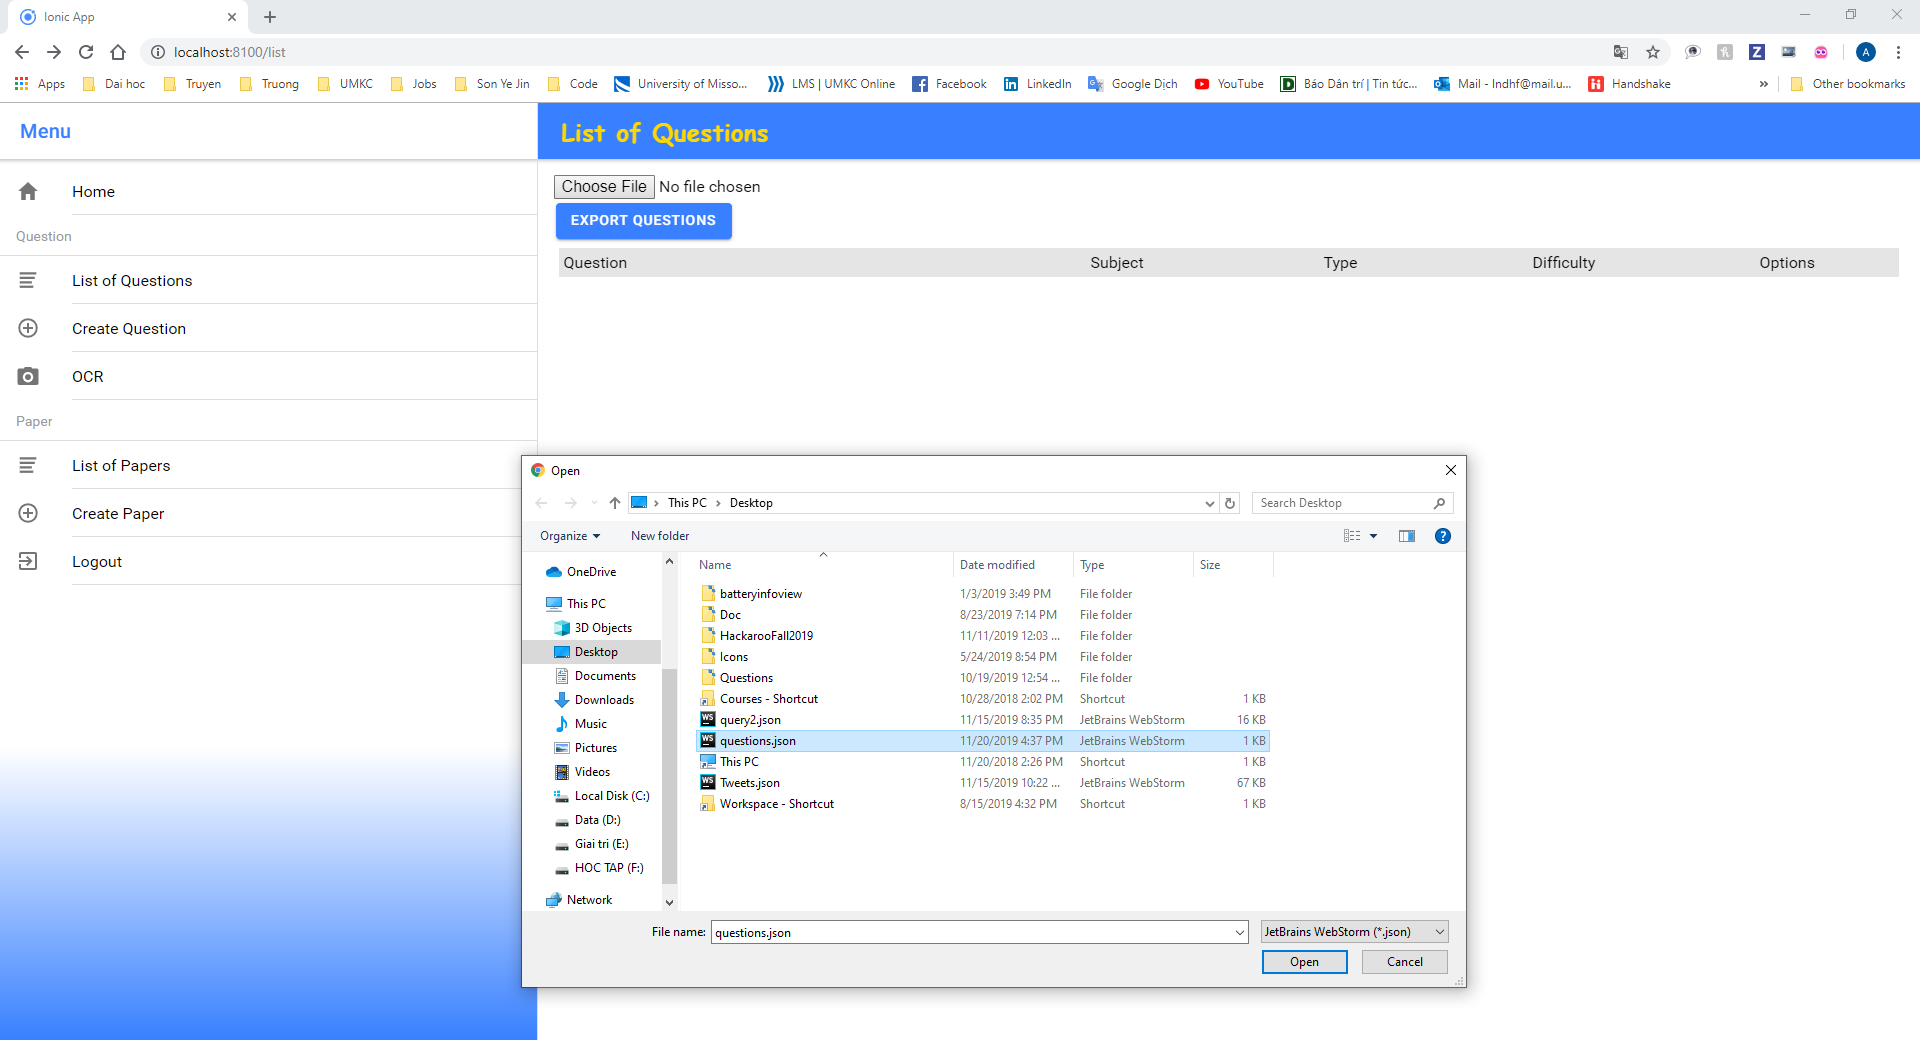 Ionic App
localhost:8100/list
Apps Dai hoc Truyen Truong UMKC Jobs Son Ye Jin Code University of Misso... LMS | UMKC Online Facebook LinkedIn Google Dịch YouTube Báo Dân trí | Tin tức... Mail - lndhf@mail.u... Handshake » Other bookmarks
Menu
List of Questions
Home
Choose File No file chosen
EXPORT QUESTIONS
Question
Question Subject Type Difficulty Options
List of Questions
Create Question
OCR
Paper
List of Papers
Create Paper
Logout
Open
This PC > Desktop
Search Desktop
Organize New folder
Name Date modified Type Size
OneDrive
This PC
3D Objects
Desktop
Documents
Downloads
Music
Pictures
Videos
Local Disk (C:)
Data (D:)
Giai tri (E:)
HOC TAP (F:)
Network
batteryinfoview 1/3/2019 3:49 PM File folder
Doc 8/23/2019 7:14 PM File folder
HackarooFall2019 11/11/2019 12:03 ... File folder
Icons 5/24/2019 8:54 PM File folder
Questions 10/19/2019 12:54 ... File folder
Courses - Shortcut 10/28/2018 2:02 PM Shortcut 1 KB
query2.json 11/15/2019 8:35 PM JetBrains WebStorm 16 KB
questions.json 11/20/2019 4:37 PM JetBrains WebStorm 1 KB
This PC 11/20/2018 2:26 PM Shortcut 1 KB
Tweets.json 11/15/2019 10:22 ... JetBrains WebStorm 67 KB
Workspace - Shortcut 8/15/2019 4:32 PM Shortcut 1 KB
File name: questions.json JetBrains WebStorm (*.json)
Open Cancel